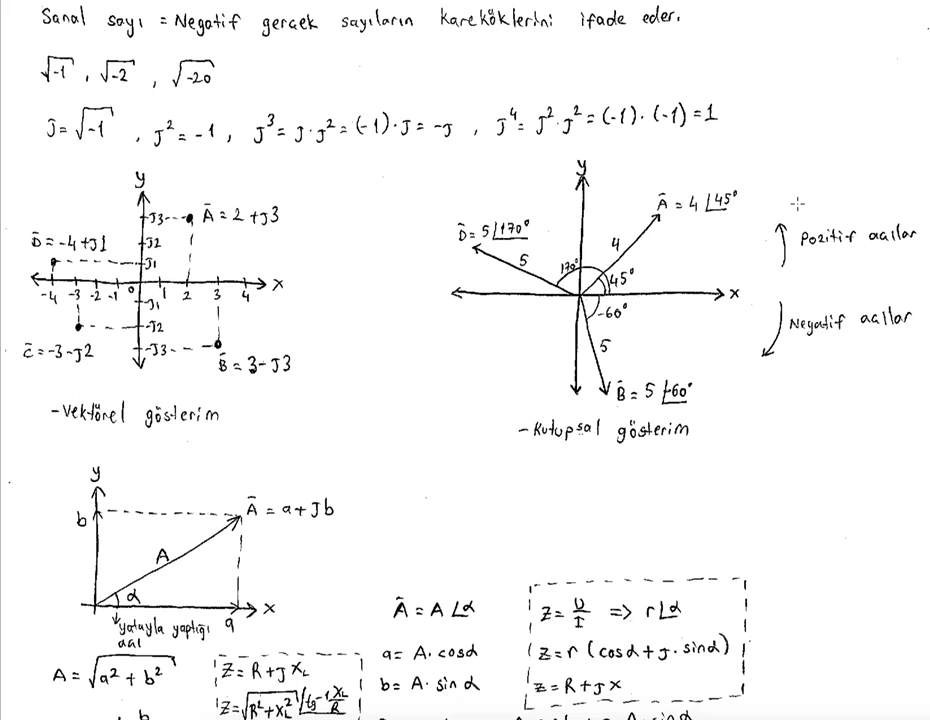 Sanal sayı = Negatif gerçek sayıların kareköklerini ifade eder.
√-1 , √-2 , √-20
J = √-1 , J² = -1 , J³ = J · J² = (-1) · J = -J , J⁴ = J² · J² = (-1) · (-1) = 1
y
J3 Ā = 2 + J3
D̄ = -4 + J1 J2
J1
-4 -3 -2 -1 0 1 2 3 4 x
-J1
-J2
C̄ = -3 - J2 -J3
B̄ = 3 - J3
- Vektörel gösterim
y
Ā = 4 ∠45°
D̄ = 5 ∠170° 4
5 170° 45°
x
-60°
5
B̄ = 5 ∠-60°
- Kutupsal gösterim
Pozitif açılar
Negatif açılar
y
b Ā = a + Jb
A
α x
yatayla yaptığı a
açı
A = √a² + b²
Z = R + J X_L
Z = √R² + X_L² ∠tg⁻¹ X_L/R
Ā = A ∠α
a = A . cosα
b = A . sin α
Z = U/I => r∠α
Z = r (cosα + J . sinα)
Z = R + J X